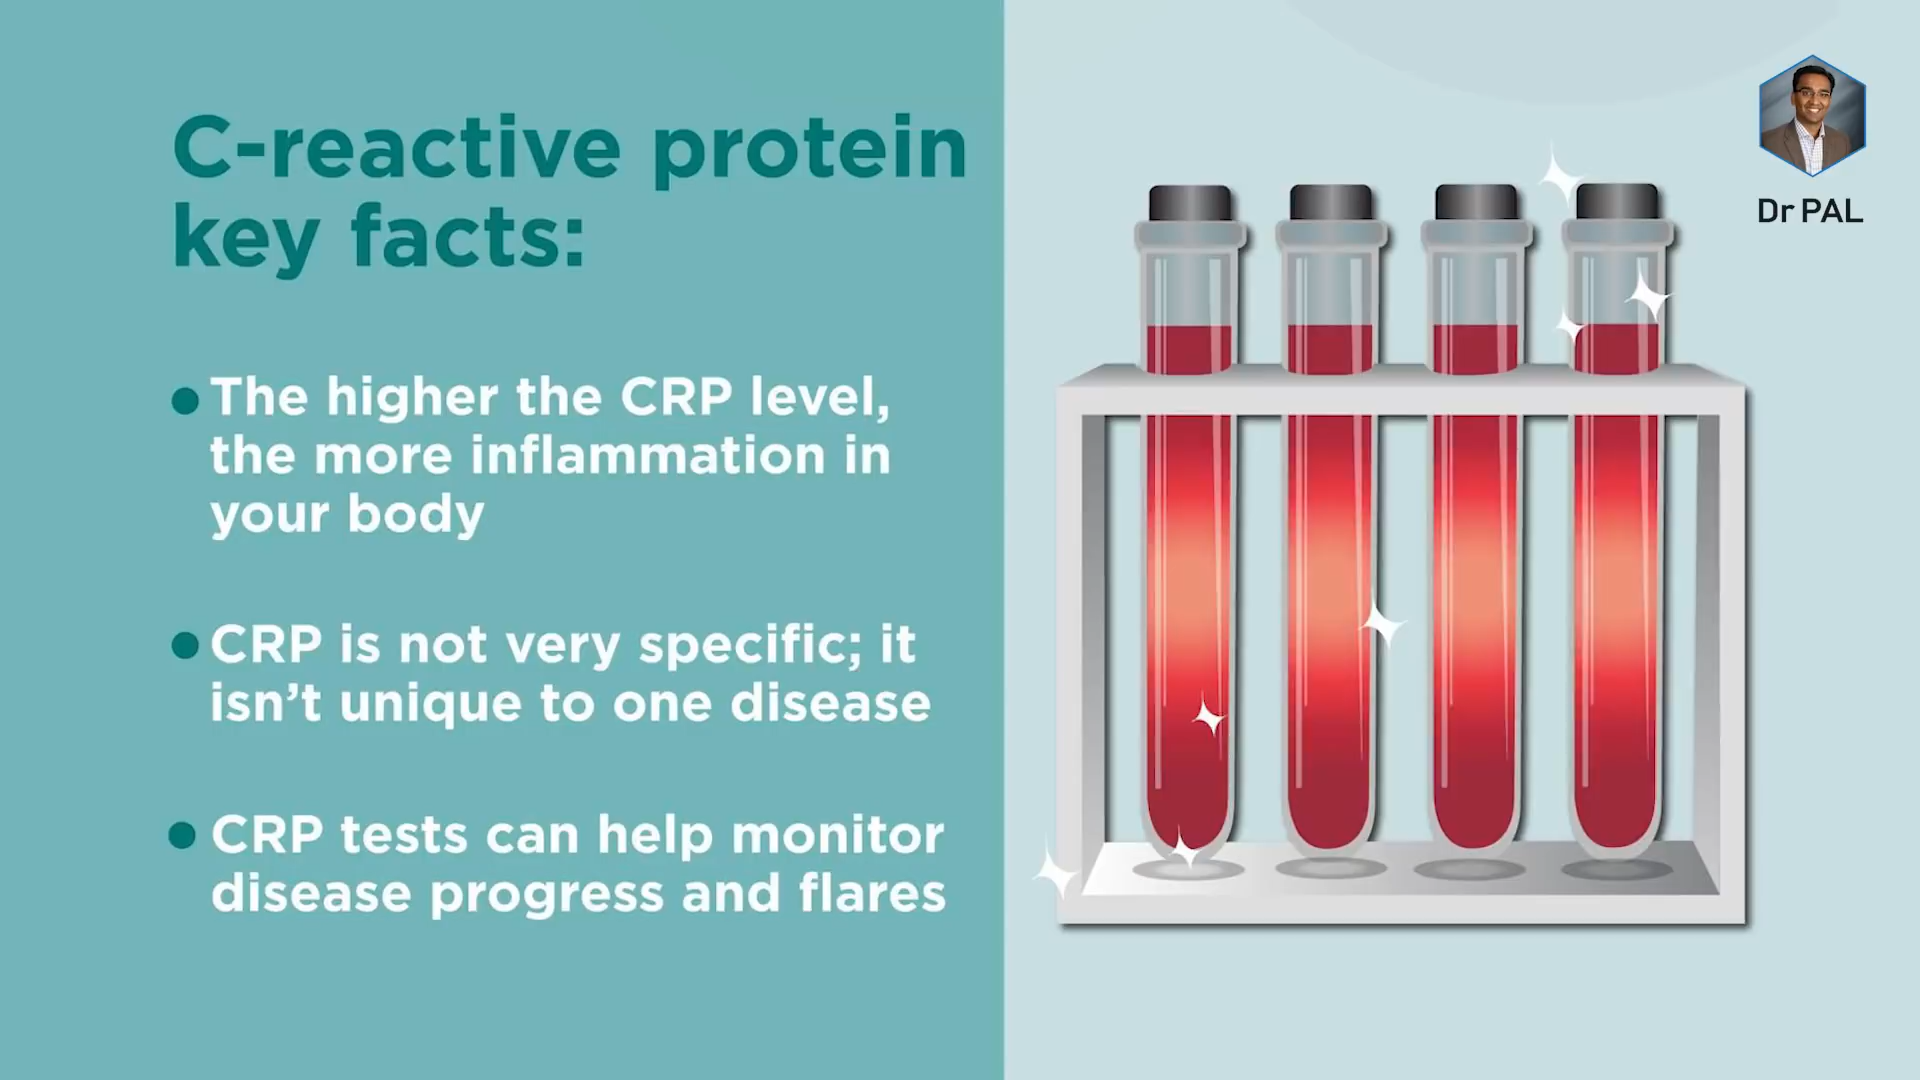 C-reactive protein
key facts:
The higher the CRP level,
the more inflammation in
your body
CRP is not very specific; it
isn’t unique to one disease
CRP tests can help monitor
disease progress and flares
Dr PAL